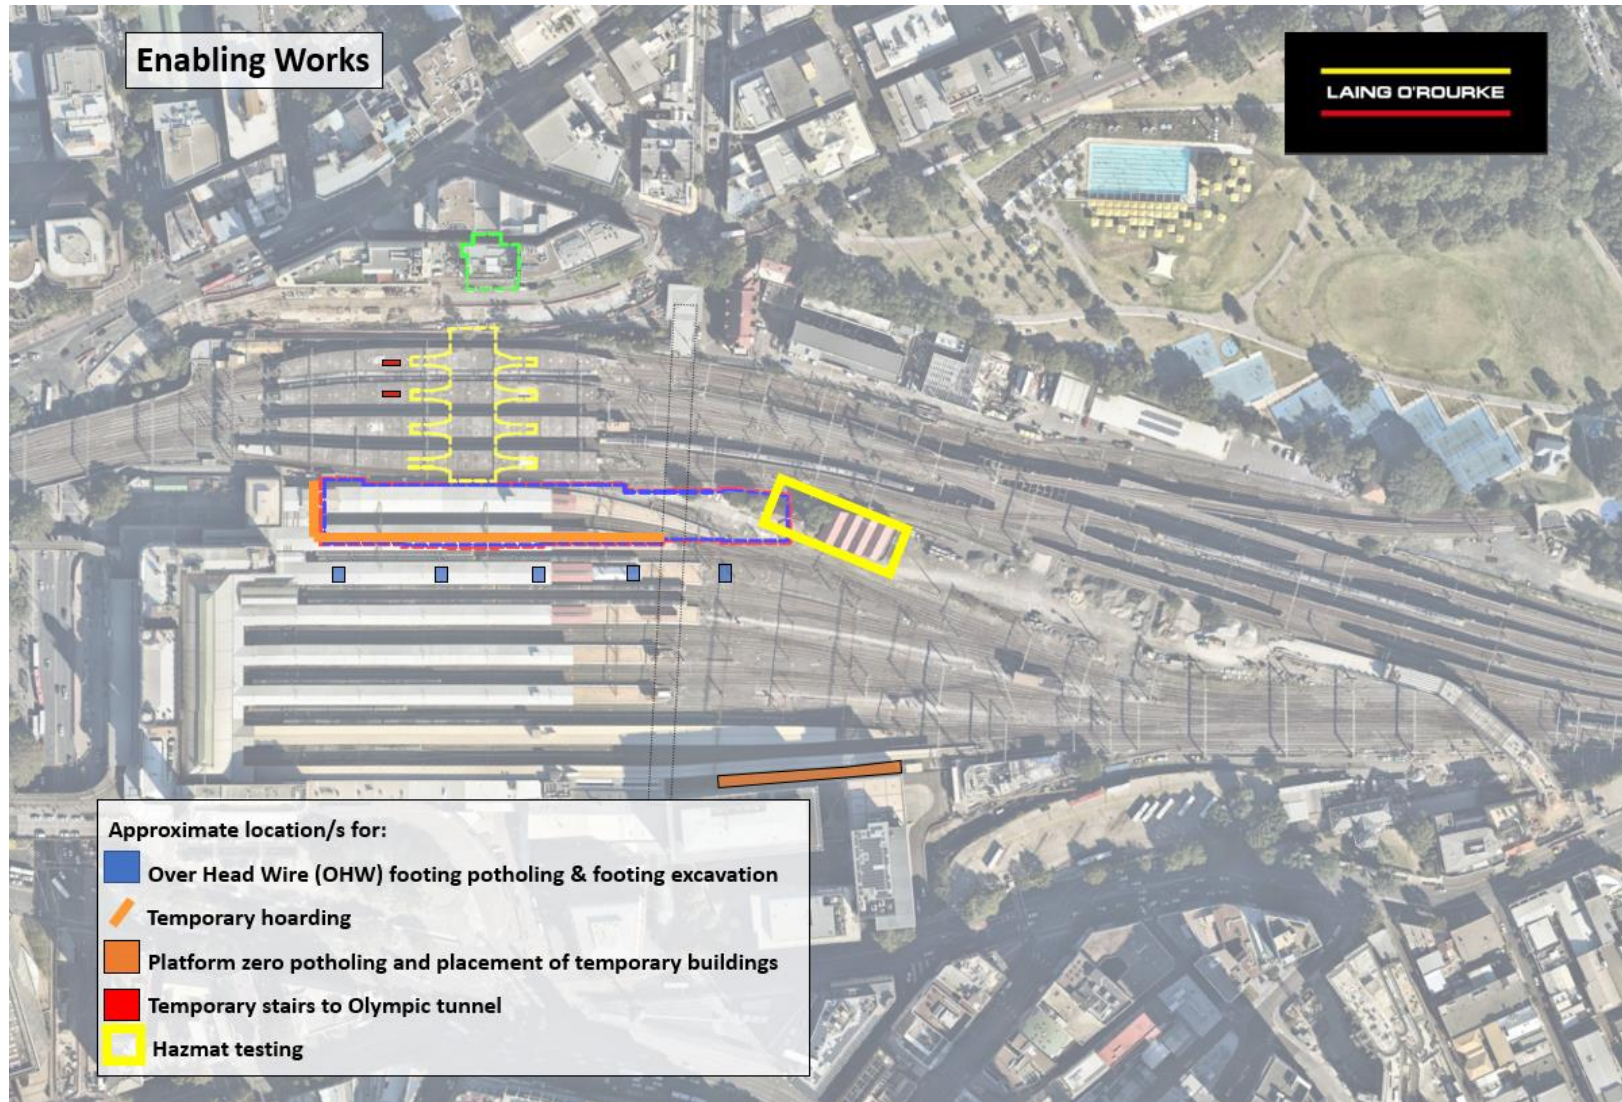 Enabling Works
LAING O'ROURKE
Approximate location/s for:
Over Head Wire (OHW) footing potholing & footing excavation
Temporary hoarding
Platform zero potholing and placement of temporary buildings
Temporary stairs to Olympic tunnel
Hazmat testing